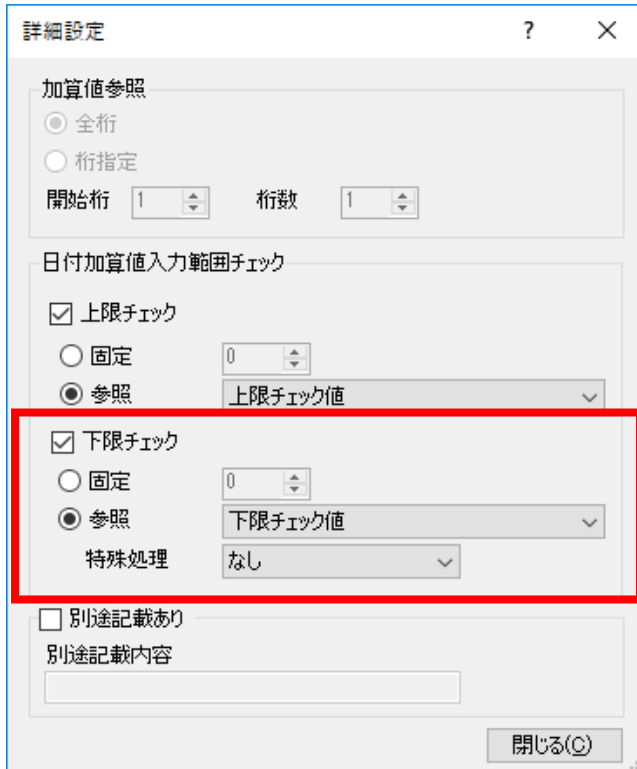 詳細設定 ?
加算値参照
全桁
桁指定
開始桁 1 桁数 1
日付加算値入力範囲チェック
上限チェック
固定 0
参照 上限チェック値
下限チェック
固定 0
参照 下限チェック値
特殊処理 なし
別途記載あり
別途記載内容
閉じる(C)